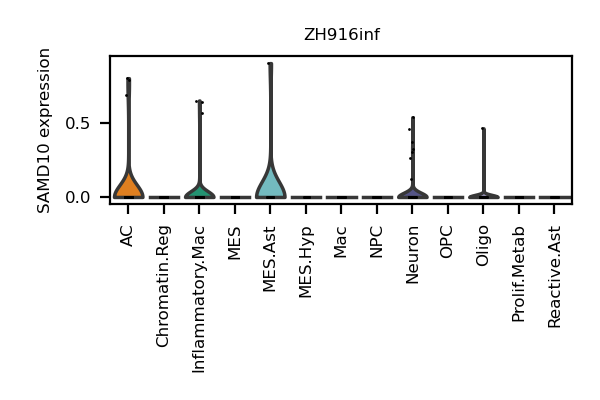 ZH916inf
SAMD10 expression
0.5
0.0
AC
Chromatin.Reg
Inflammatory.Mac
MES
MES.Ast
MES.Hyp
Mac
NPC
Neuron
OPC
Oligo
Prolif.Metab
Reactive.Ast